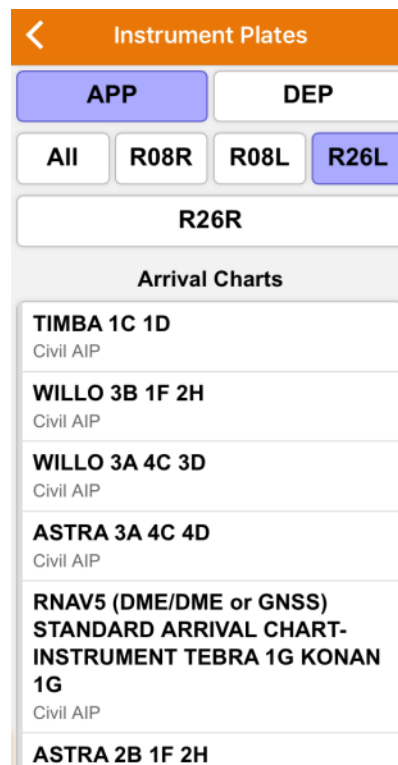 Instrument Plates
APP DEP
All R08R R08L R26L
R26R
Arrival Charts
TIMBA 1C 1D
Civil AIP
WILLO 3B 1F 2H
Civil AIP
WILLO 3A 4C 3D
Civil AIP
ASTRA 3A 4C 4D
Civil AIP
RNAV5 (DME/DME or GNSS)
STANDARD ARRIVAL CHART-
INSTRUMENT TEBRA 1G KONAN
1G
Civil AIP
ASTRA 2B 1F 2H